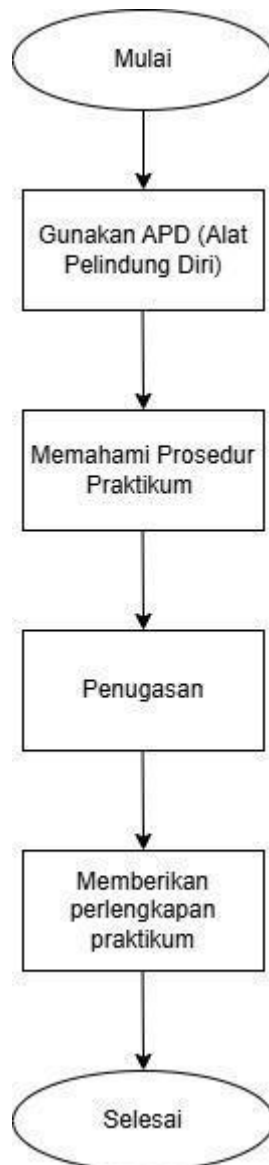 Mulai
Gunakan APD (Alat
Pelindung Diri)
Memahami Prosedur
Praktikum
Penugasan
Memberikan
perlengkapan
praktikum
Selesai